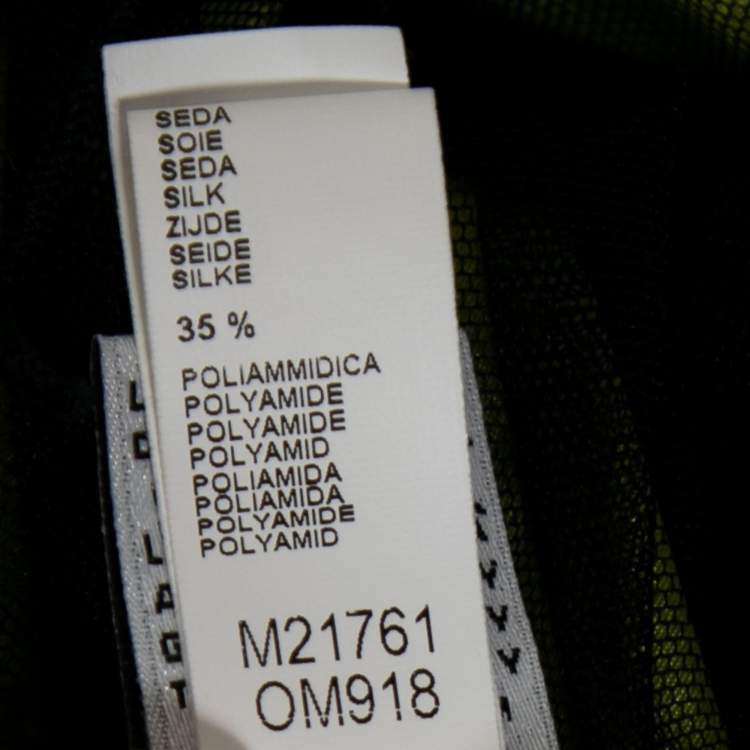 SEDA
SOIE
SEDA
SILK
ZIJDE
SEIDE
SILKE
35 %
POLIAMMIDICA
POLYAMIDE
POLYAMIDE
POLYAMID
POLIAMIDA
POLIAMIDA
POLYAMIDE
POLYAMID
M21761
OM918